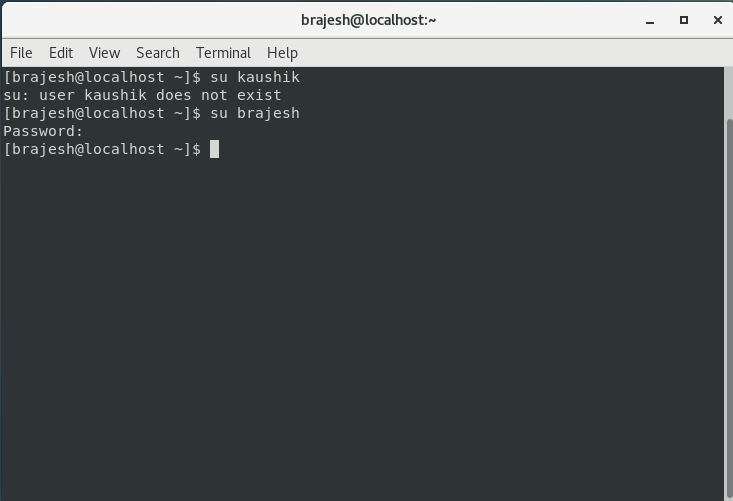 brajesh@localhost:~
File Edit View Search Terminal Help
[brajesh@localhost ~]$ su kaushik
su: user kaushik does not exist
[brajesh@localhost ~]$ su brajesh
Password:
[brajesh@localhost ~]$